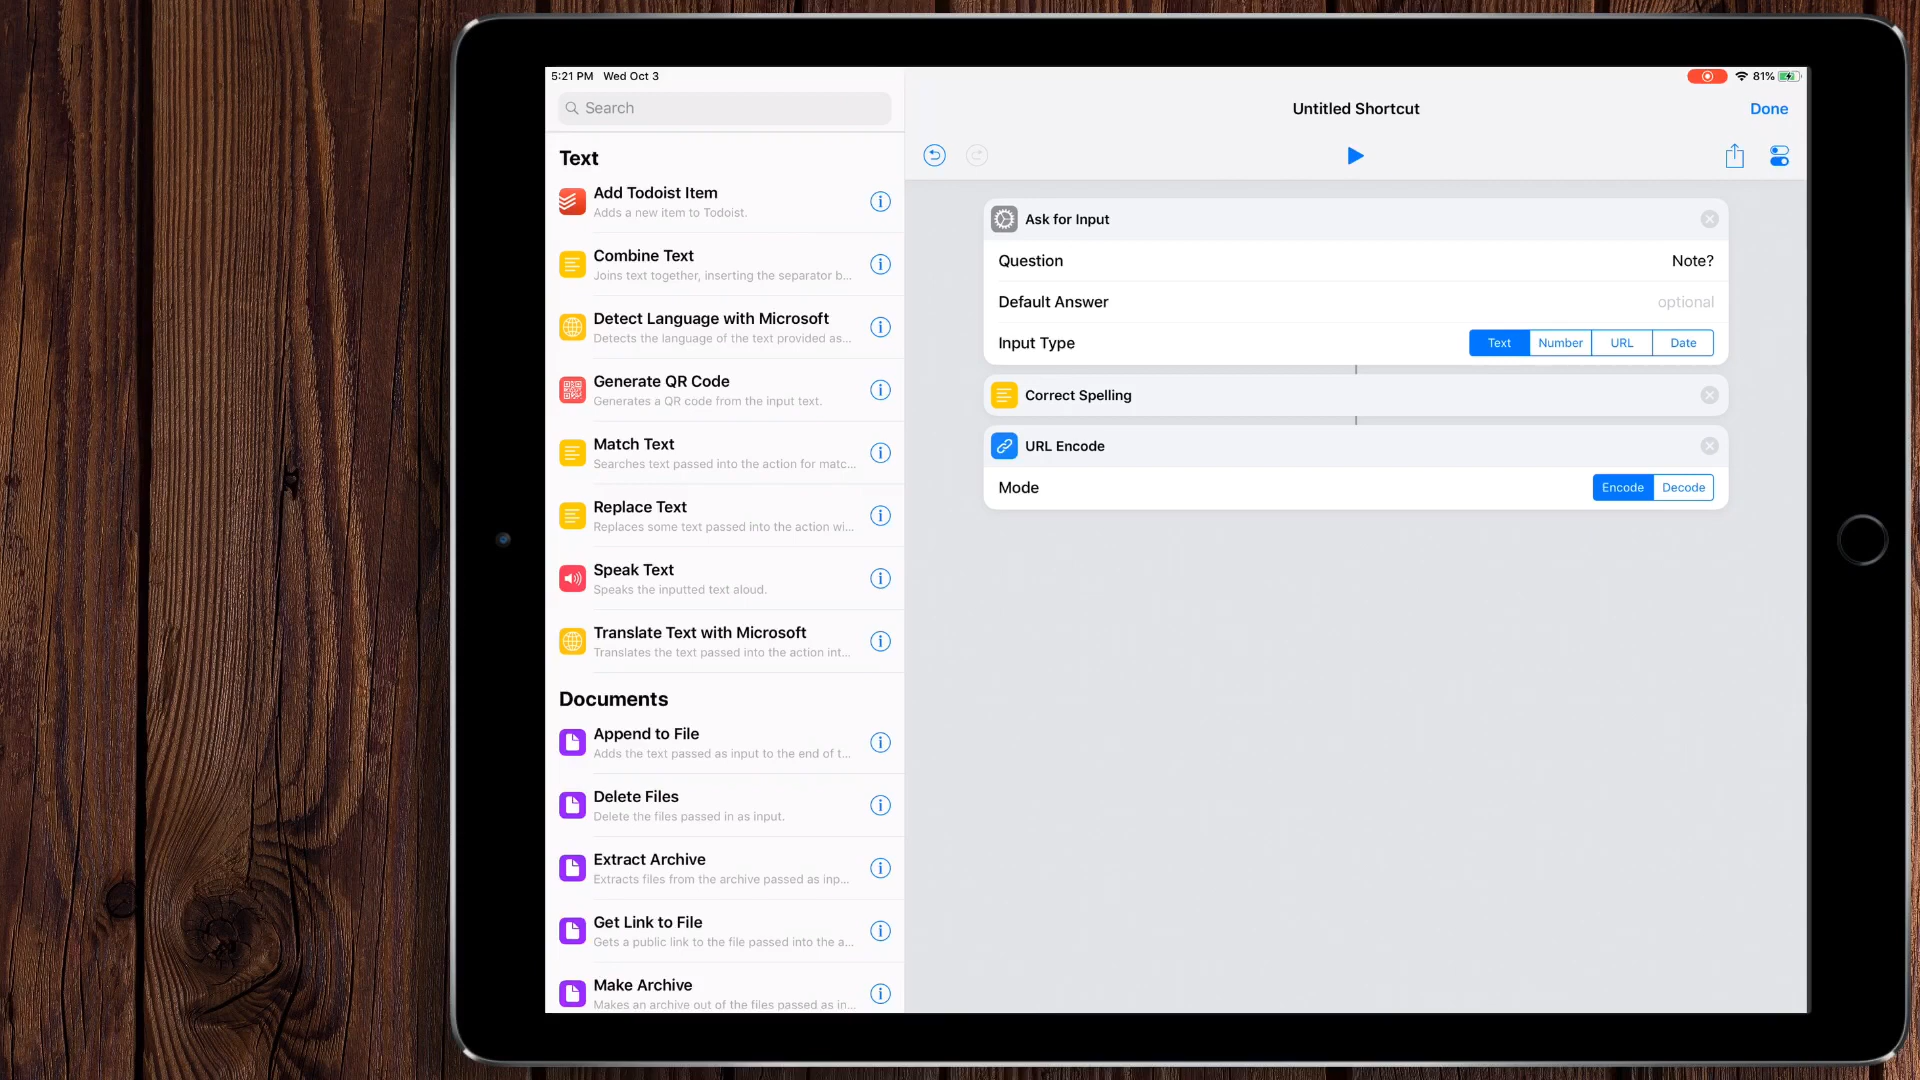 5:21 PM Wed Oct 3
81%
Search
Untitled Shortcut
Done
Text
Add Todoist Item
Adds a new item to Todoist.
Combine Text
Joins text together, inserting the separator b...
Detect Language with Microsoft
Detects the language of the text provided as...
Generate QR Code
Generates a QR code from the input text.
Match Text
Searches text passed into the action for matc...
Replace Text
Replaces some text passed into the action wi...
Speak Text
Speaks the inputted text aloud.
Translate Text with Microsoft
Translates the text passed into the action int...
Documents
Append to File
Adds the text passed as input to the end of t...
Delete Files
Delete the files passed in as input.
Extract Archive
Extracts files from the archive passed as inp...
Get Link to File
Gets a public link to the file passed into the a...
Make Archive
Makes an archive out of the files passed as in...
Ask for Input
Question Note?
Default Answer optional
Input Type Text Number URL Date
Correct Spelling
URL Encode
Mode Encode Decode